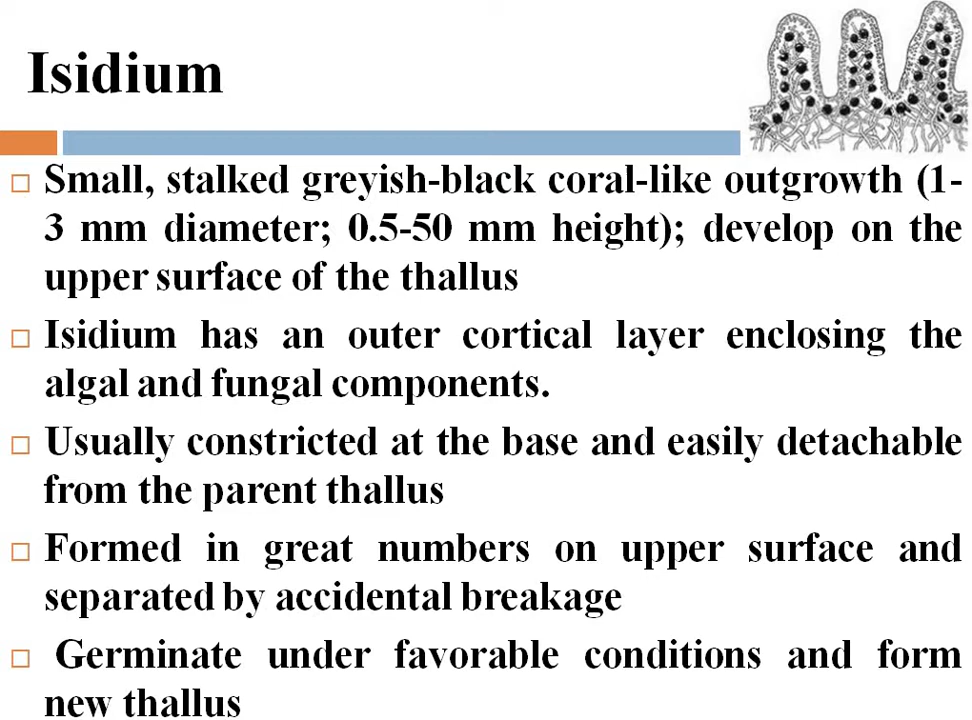 Isidium
□ Small, stalked greyish-black coral-like outgrowth (1-
3 mm diameter; 0.5-50 mm height); develop on the
upper surface of the thallus
□ Isidium has an outer cortical layer enclosing the
algal and fungal components.
□ Usually constricted at the base and easily detachable
from the parent thallus
□ Formed in great numbers on upper surface and
separated by accidental breakage
□ Germinate under favorable conditions and form
new thallus